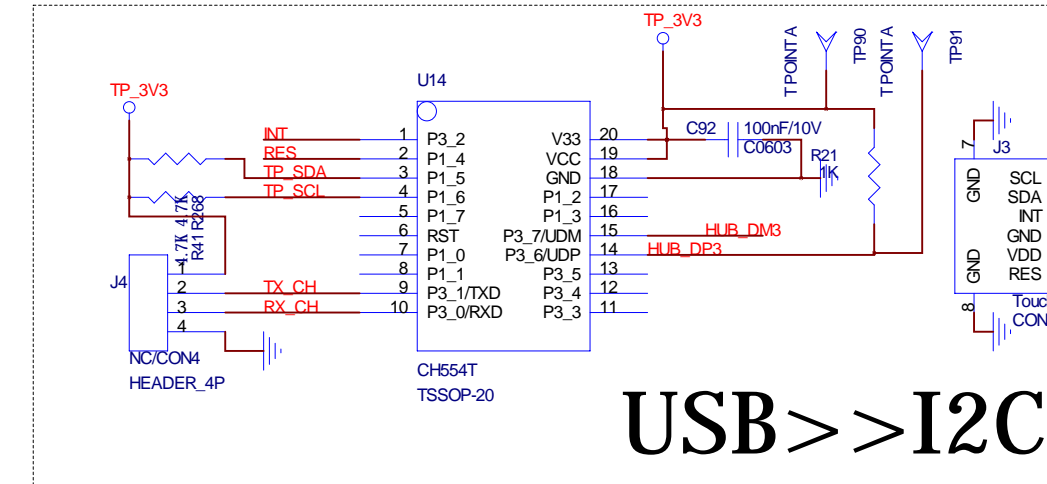 TP_3V3
TPOINTA
TP90
TPOINTA
TP91
TP_3V3
U14
INT
RES
TP_SDA
TP_SCL
4.7K 4.7K
R41 R268
1 P3_2
2 P1_4
3 P1_5
4 P1_6
5 P1_7
6 RST
7 P1_0
8 P1_1
9 P3_1/TXD
10 P3_0/RXD
V33 20
VCC 19
GND 18
P1_2 17
P1_3 16
P3_7/UDM 15
P3_6/UDP 14
P3_5 13
P3_4 12
P3_3 11
CH554T
TSSOP-20
C92
100nF/10V
C0603
R21
1K
HUB_DM3
HUB_DP3
J4
1
2
3
4
TX_CH
RX_CH
NC/CON4
HEADER_4P
7
J3
GND
SCL
SDA
INT
GND
VDD
RES
GND
8
Touc
CON
USB>>I2C